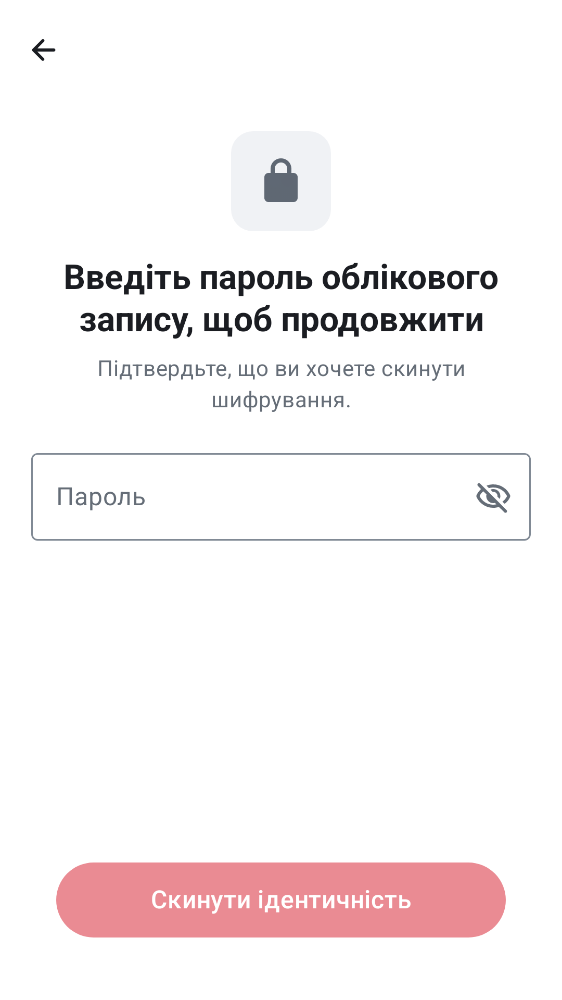 Введіть пароль облікового
запису, щоб продовжити
Підтвердьте, що ви хочете скинути
шифрування.
Пароль
Скинути ідентичність